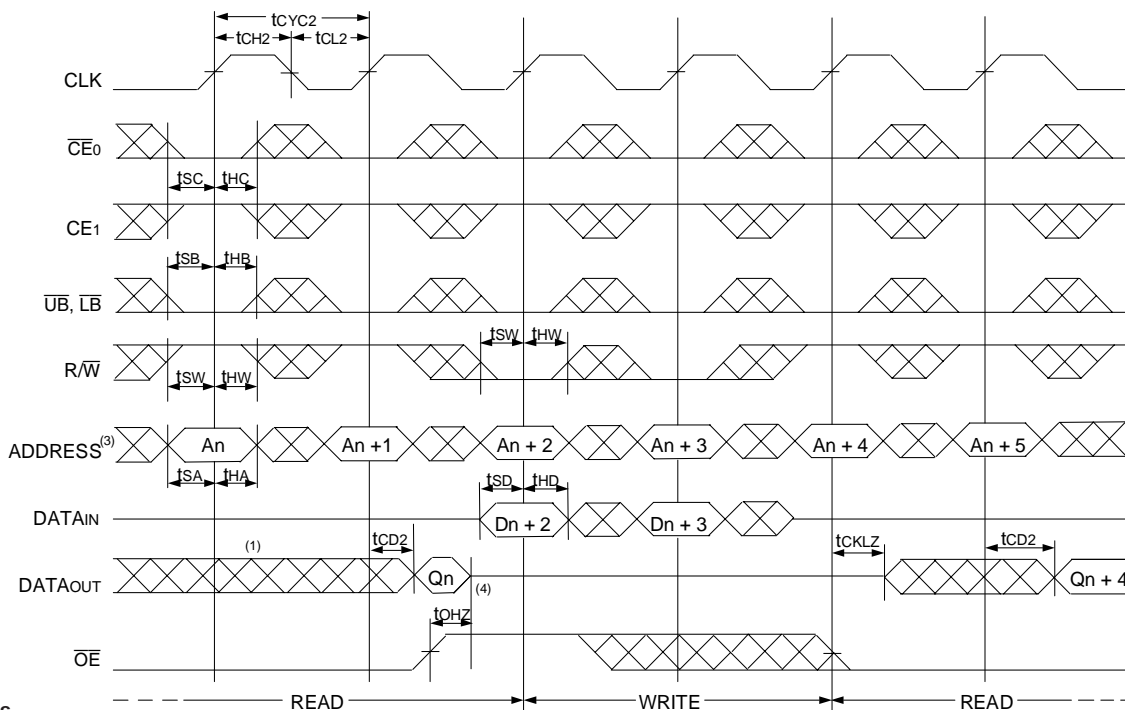 tCYC2
tCH2 tCL2
CLK
CE0
tSC tHC
CE1
tSB tHB
UB, LB
tSW tHW
R/W
tSW tHW
ADDRESS(3) An An +1 An + 2 An + 3 An + 4 An + 5
tSA tHA tSD tHD
DATAIN Dn + 2 Dn + 3
tCD2 tCKLZ tCD2
(1)
DATAOUT Qn (4) Qn + 4
tOHZ
OE
READ WRITE READ